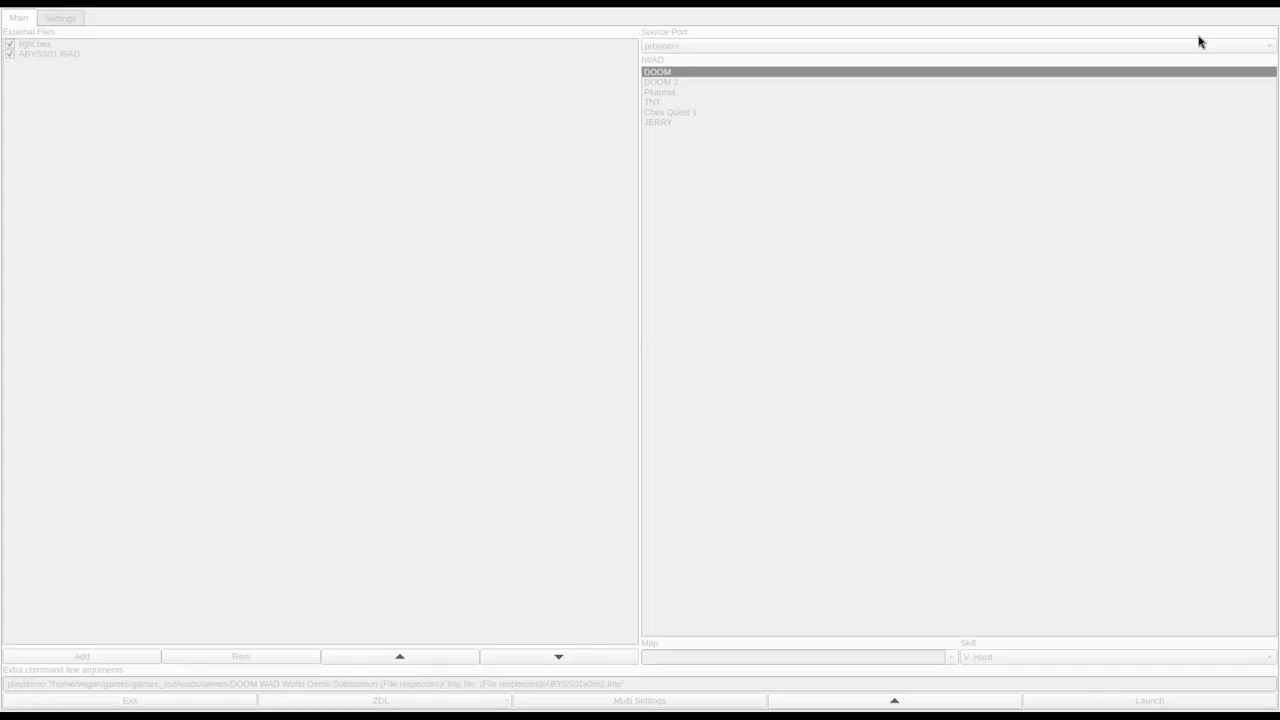 Main Settings
External Files
light.bex
ABYSS01 WAD
Source Port
prboom+
IWAD
DOOM
DOOM 2
Plutonia
TNT
Chex Quest 1
JERRY
Map Skill
V. Hard
Add Rem
Extra command line arguments
-playdemo "/home/vegan/games/games_ssd/wads/demos/DOOM WAD World Demo Submission (File responses)/.lmp file. (File responses)/ABYSS01e2m2.lmp"
Exit ZDL Multi Settings Launch